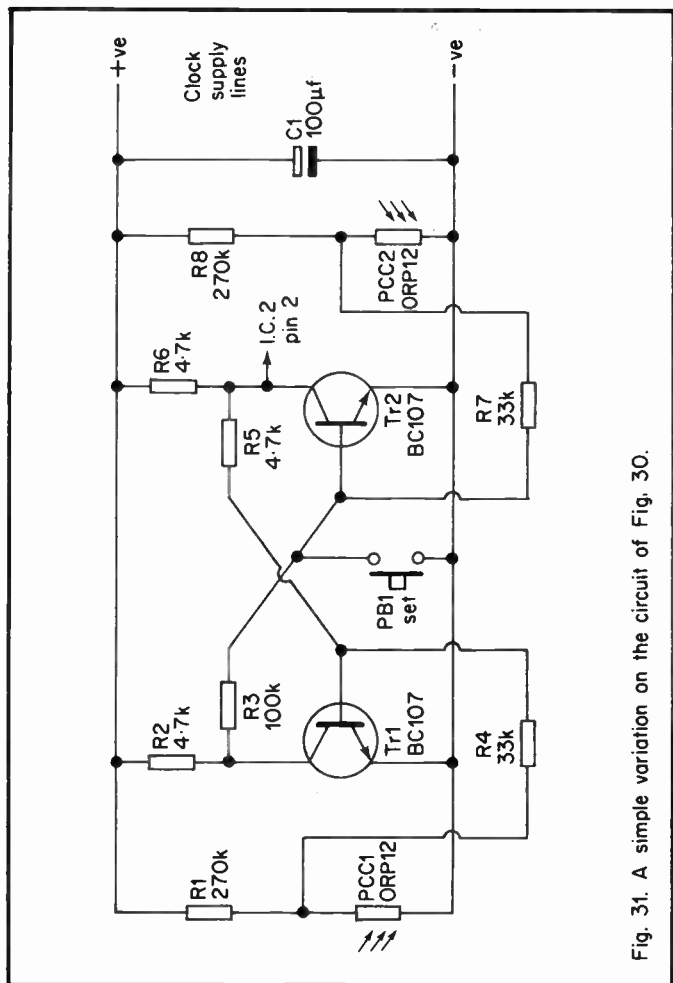 +ve
Clock
supply
lines
-ve
C1
100µf
R8
270k
PCC2
ORP12
R6
4·7k
I.C.2
pin 2
R5
4·7k
Tr2
BC107
R7
33k
PB1
set
R2
4·7k
R3
100k
Tr1
BC107
R4
33k
R1
270k
PCC1
ORP12
Fig. 31. A simple variation on the circuit of Fig. 30.